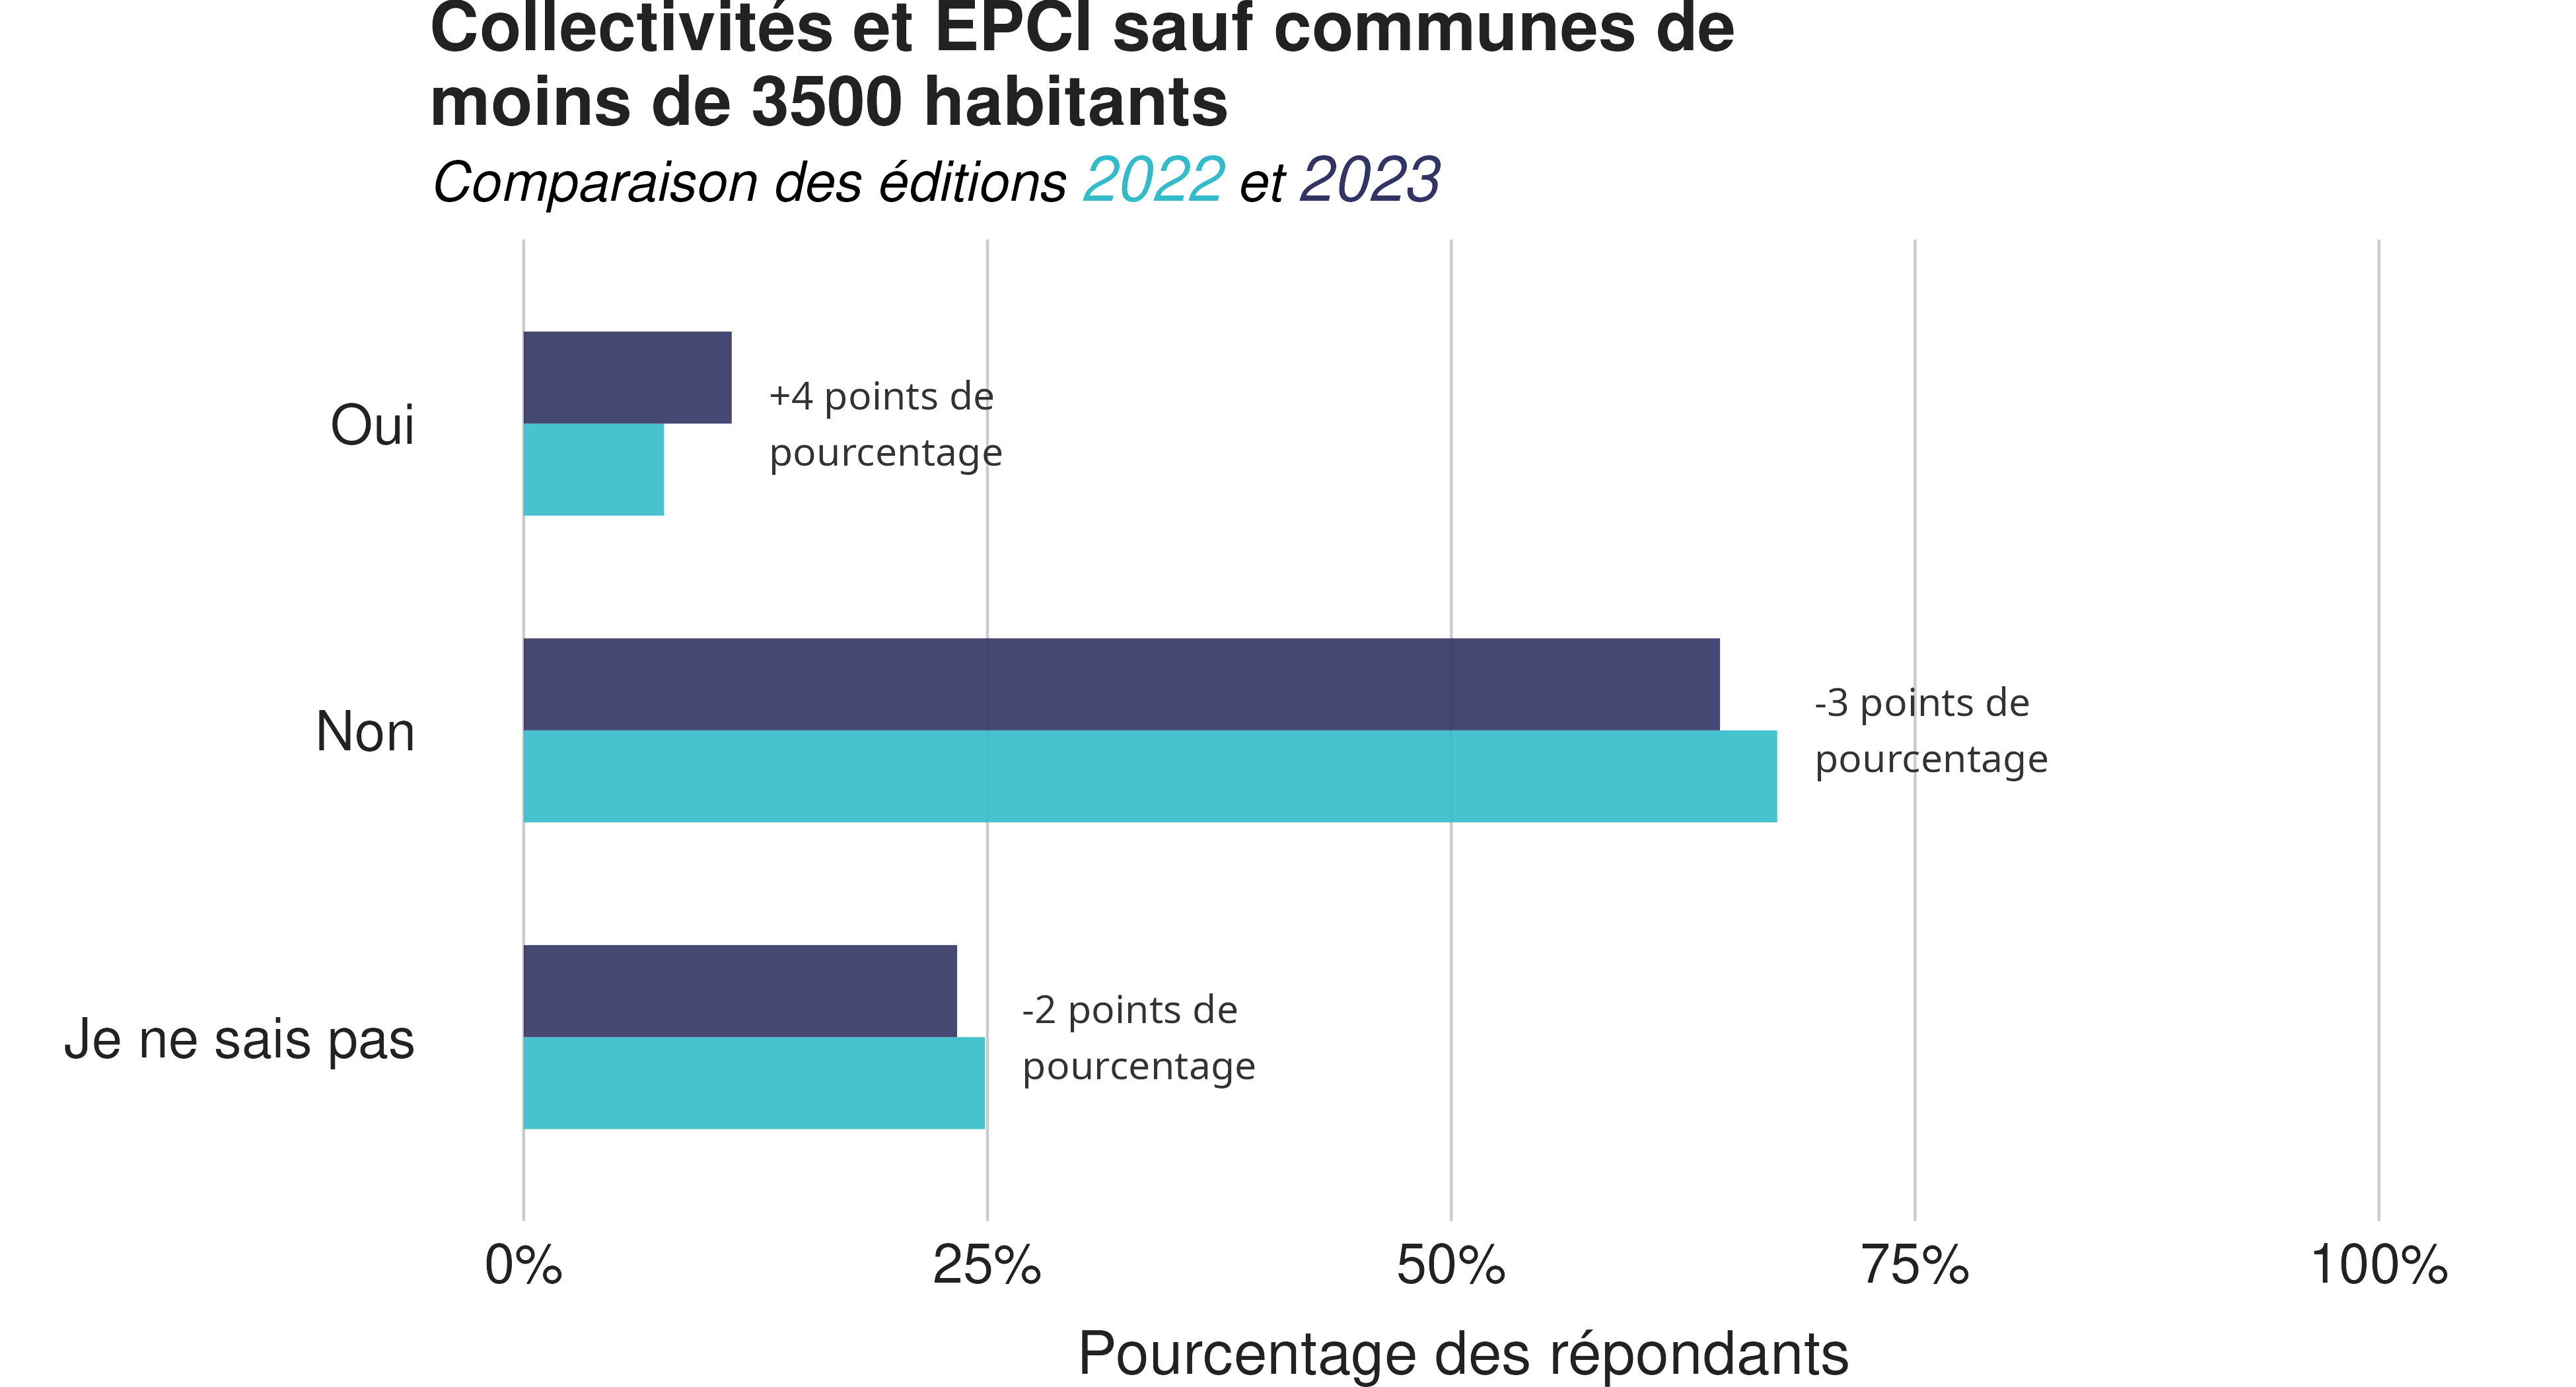 Collectivités et EPCI sauf communes de
moins de 3500 habitants
Comparaison des éditions 2022 et 2023
Oui
+4 points de
pourcentage
Non
-3 points de
pourcentage
Je ne sais pas
-2 points de
pourcentage
0% 25% 50% 75% 100%
Pourcentage des répondants